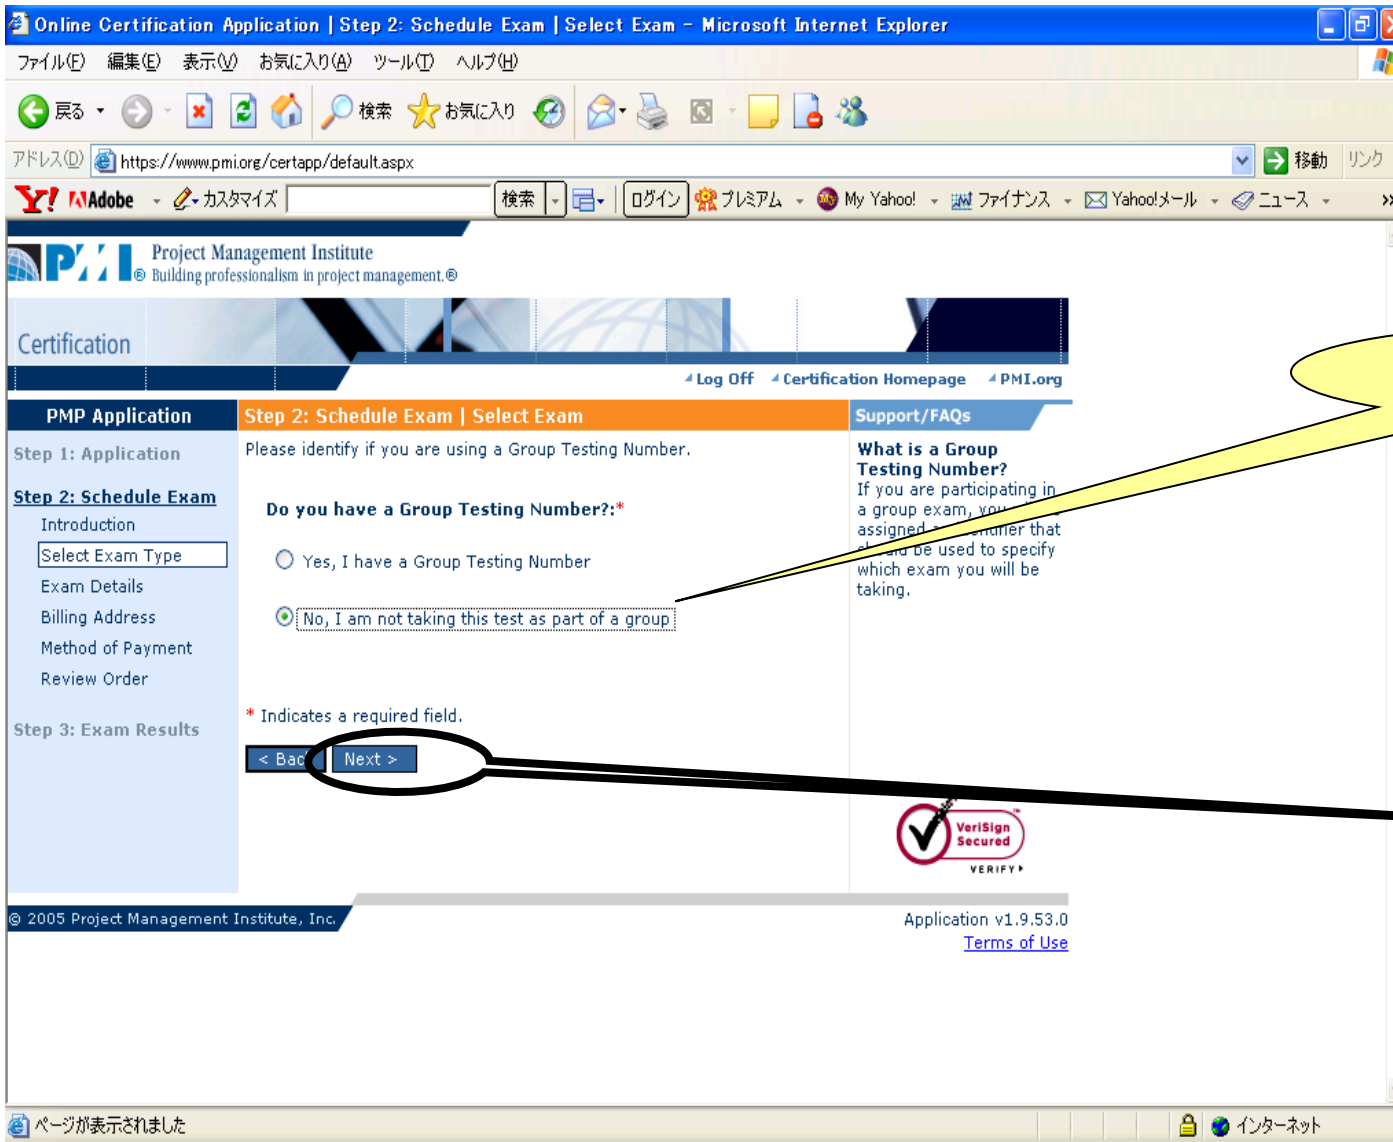 Online Certification Application | Step 2: Schedule Exam | Select Exam - Microsoft Internet Explorer
ファイル(F) 編集(E) 表示(V) お気に入り(A) ツール(T) ヘルプ(H)
戻る 検索 お気に入り
アドレス(D) https://www.pmi.org/certapp/default.aspx 移動 リンク
Y! Adobe カスタマイズ 検索 ログイン プレミアム My Yahoo! ファイナンス Yahoo!メール ニュース »
PMI® Project Management Institute
Building professionalism in project management.®
Certification
Log Off Certification Homepage PMI.org
PMP Application
Step 1: Application
Step 2: Schedule Exam
Introduction
Select Exam Type
Exam Details
Billing Address
Method of Payment
Review Order
Step 3: Exam Results
Step 2: Schedule Exam | Select Exam
Please identify if you are using a Group Testing Number.
Do you have a Group Testing Number?:*
Yes, I have a Group Testing Number
No, I am not taking this test as part of a group
* Indicates a required field.
< Back Next >
Support/FAQs
What is a Group
Testing Number?
If you are participating in
a group exam, you
assigned that
be used to specify
which exam you will be
taking.
VeriSign™
Secured
VERIFY
© 2005 Project Management Institute, Inc.
Application v1.9.53.0
Terms of Use
ページが表示されました インターネット